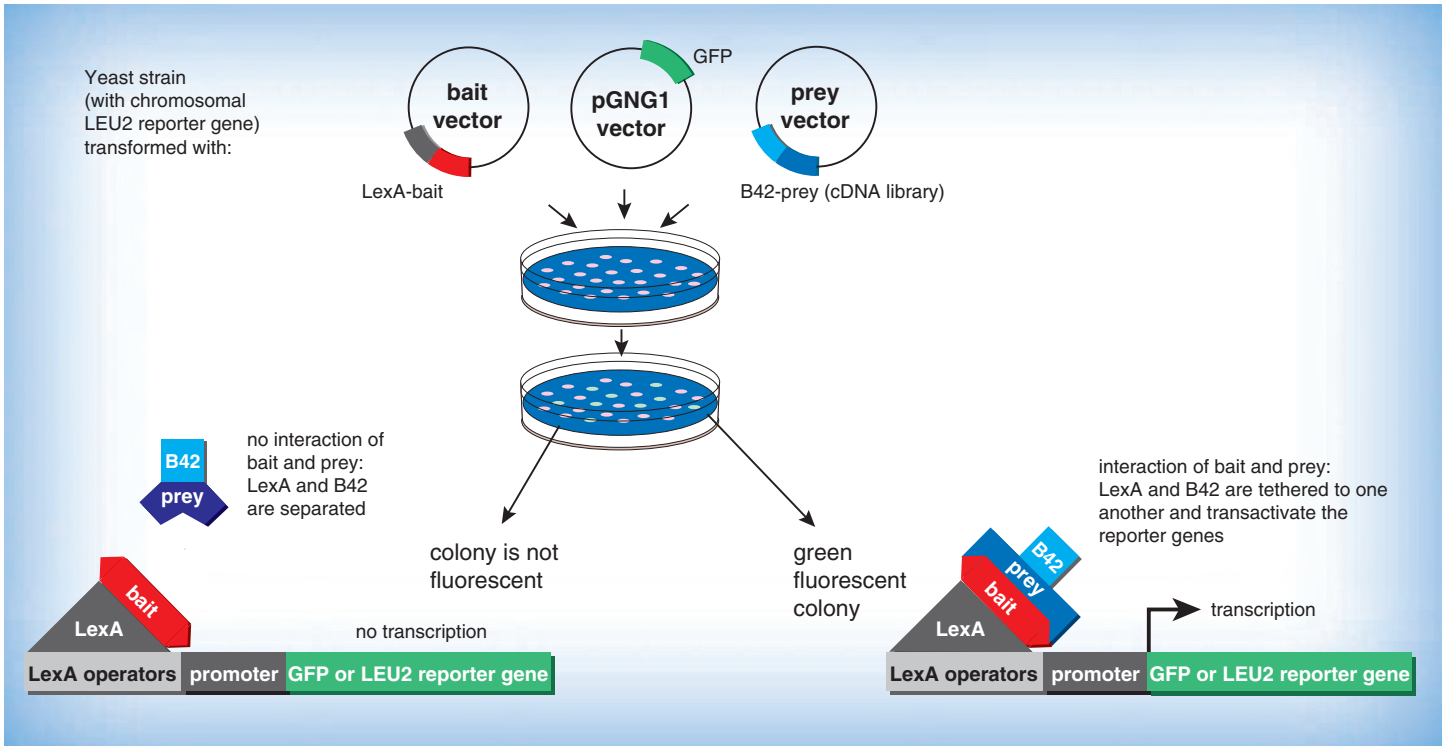 Yeast strain
(with chromosomal
LEU2 reporter gene)
transformed with:
bait
vector
pGNG1
vector
GFP
prey
vector
LexA-bait
B42-prey (cDNA library)
B42
prey
no interaction of
bait and prey:
LexA and B42
are separated
colony is not
fluorescent
green
fluorescent
colony
interaction of bait and prey:
LexA and B42 are tethered to one
another and transactivate the
reporter genes
bait
LexA
no transcription
LexA operators
promoter
GFP or LEU2 reporter gene
B42
prey
bait
LexA
transcription
LexA operators
promoter
GFP or LEU2 reporter gene